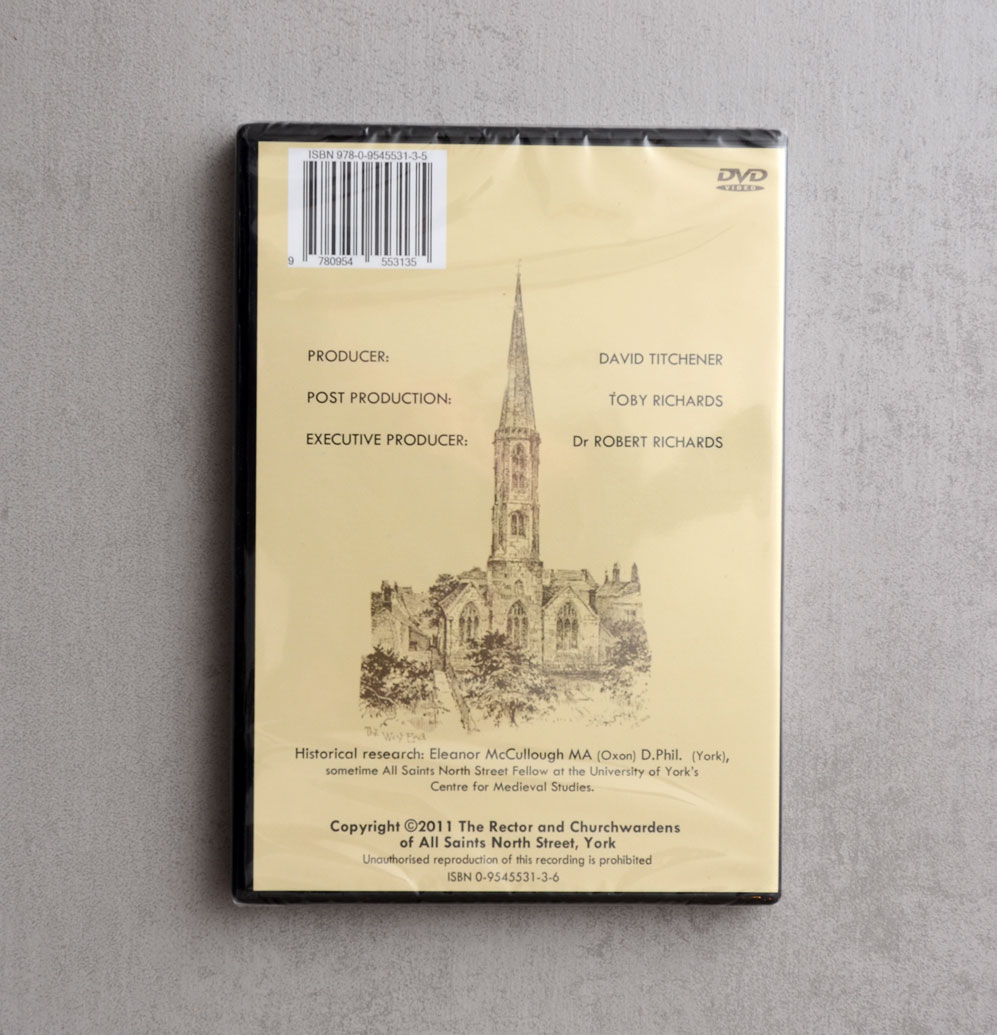 ISBN 978-0-9545531-3-5
9 780954 553135
DVD
VIDEO
PRODUCER: DAVID TITCHENER
POST PRODUCTION: TOBY RICHARDS
EXECUTIVE PRODUCER: Dr ROBERT RICHARDS
The West End
Historical research: Eleanor McCullough MA (Oxon) D.Phil. (York),
sometime All Saints North Street Fellow at the University of York's
Centre for Medieval Studies.
Copyright ©2011 The Rector and Churchwardens
of All Saints North Street, York
Unauthorised reproduction of this recording is prohibited
ISBN 0-9545531-3-6